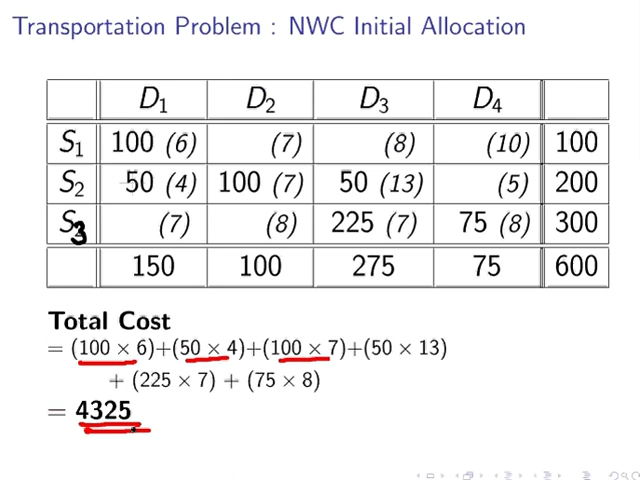 Transportation Problem : NWC Initial Allocation
D1 D2 D3 D4
S1 100 (6) (7) (8) (10) 100
S2 50 (4) 100 (7) 50 (13) (5) 200
S3 (7) (8) 225 (7) 75 (8) 300
150 100 275 75 600
Total Cost
= (100 × 6)+(50 × 4)+(100 × 7)+(50 × 13)
+ (225 × 7) + (75 × 8)
= 4325